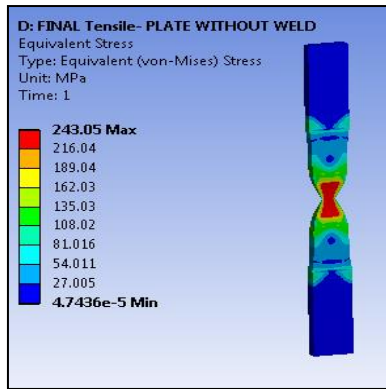 D: FINAL Tensile- PLATE WITHOUT WELD
Equivalent Stress
Type: Equivalent (von-Mises) Stress
Unit: MPa
Time: 1
243.05 Max
216.04
189.04
162.03
135.03
108.02
81.016
54.011
27.005
4.7436e-5 Min